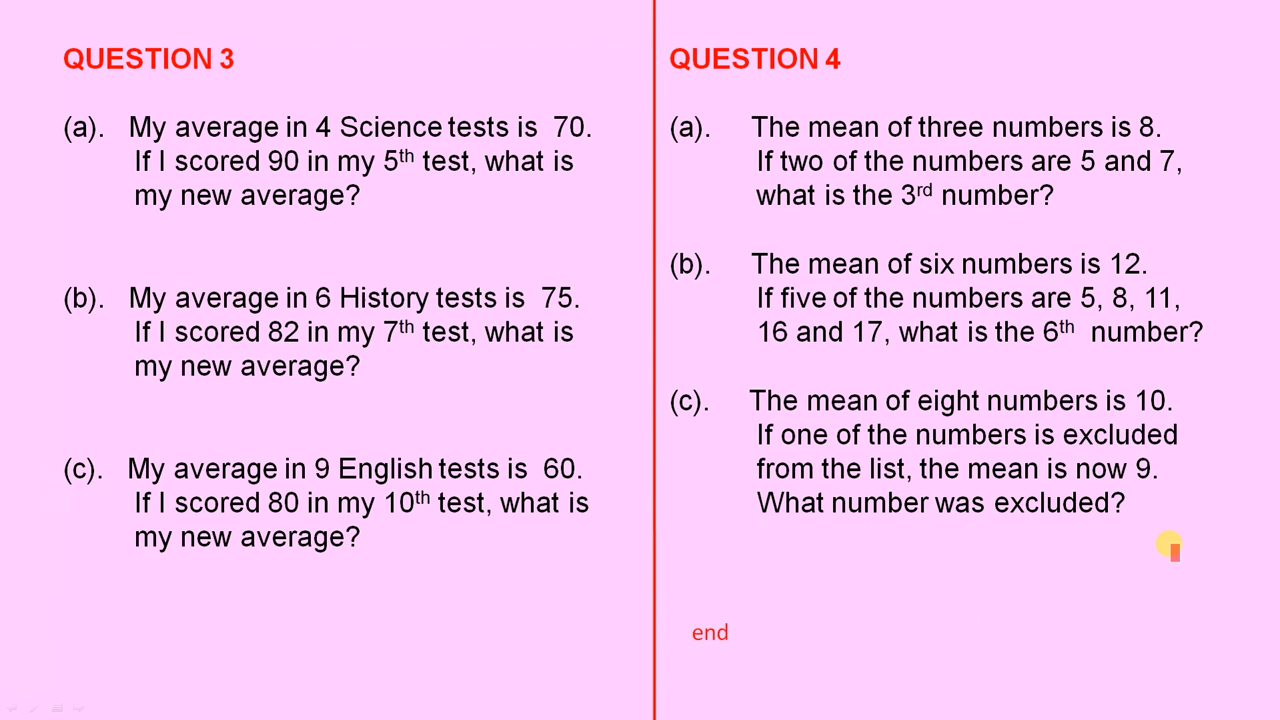 QUESTION 3
(a). My average in 4 Science tests is 70.
If I scored 90 in my 5th test, what is
my new average?
(b). My average in 6 History tests is 75.
If I scored 82 in my 7th test, what is
my new average?
(c). My average in 9 English tests is 60.
If I scored 80 in my 10th test, what is
my new average?
QUESTION 4
(a). The mean of three numbers is 8.
If two of the numbers are 5 and 7,
what is the 3rd number?
(b). The mean of six numbers is 12.
If five of the numbers are 5, 8, 11,
16 and 17, what is the 6th number?
(c). The mean of eight numbers is 10.
If one of the numbers is excluded
from the list, the mean is now 9.
What number was excluded?
end